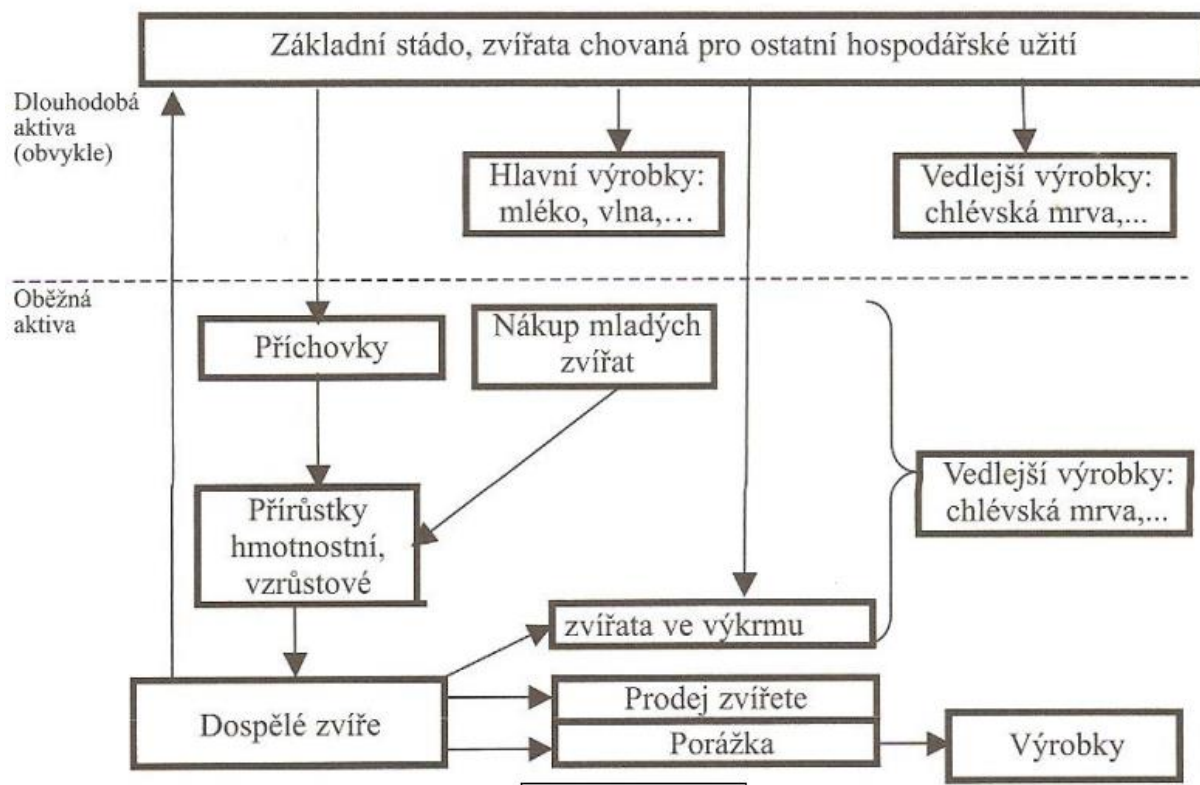 Základní stádo, zvířata chovaná pro ostatní hospodářské užití
Dlouhodobá
aktiva
(obvykle)
Hlavní výrobky:
mléko, vlna,...
Vedlejší výrobky:
chlévská mrva,...
Oběžná
aktiva
Příchovky
Nákup mladých
zvířat
Přírůstky
hmotnostní,
vzrůstové
Vedlejší výrobky:
chlévská mrva,...
zvířata ve výkrmu
Dospělé zvíře
Prodej zvířete
Porážka
Výrobky